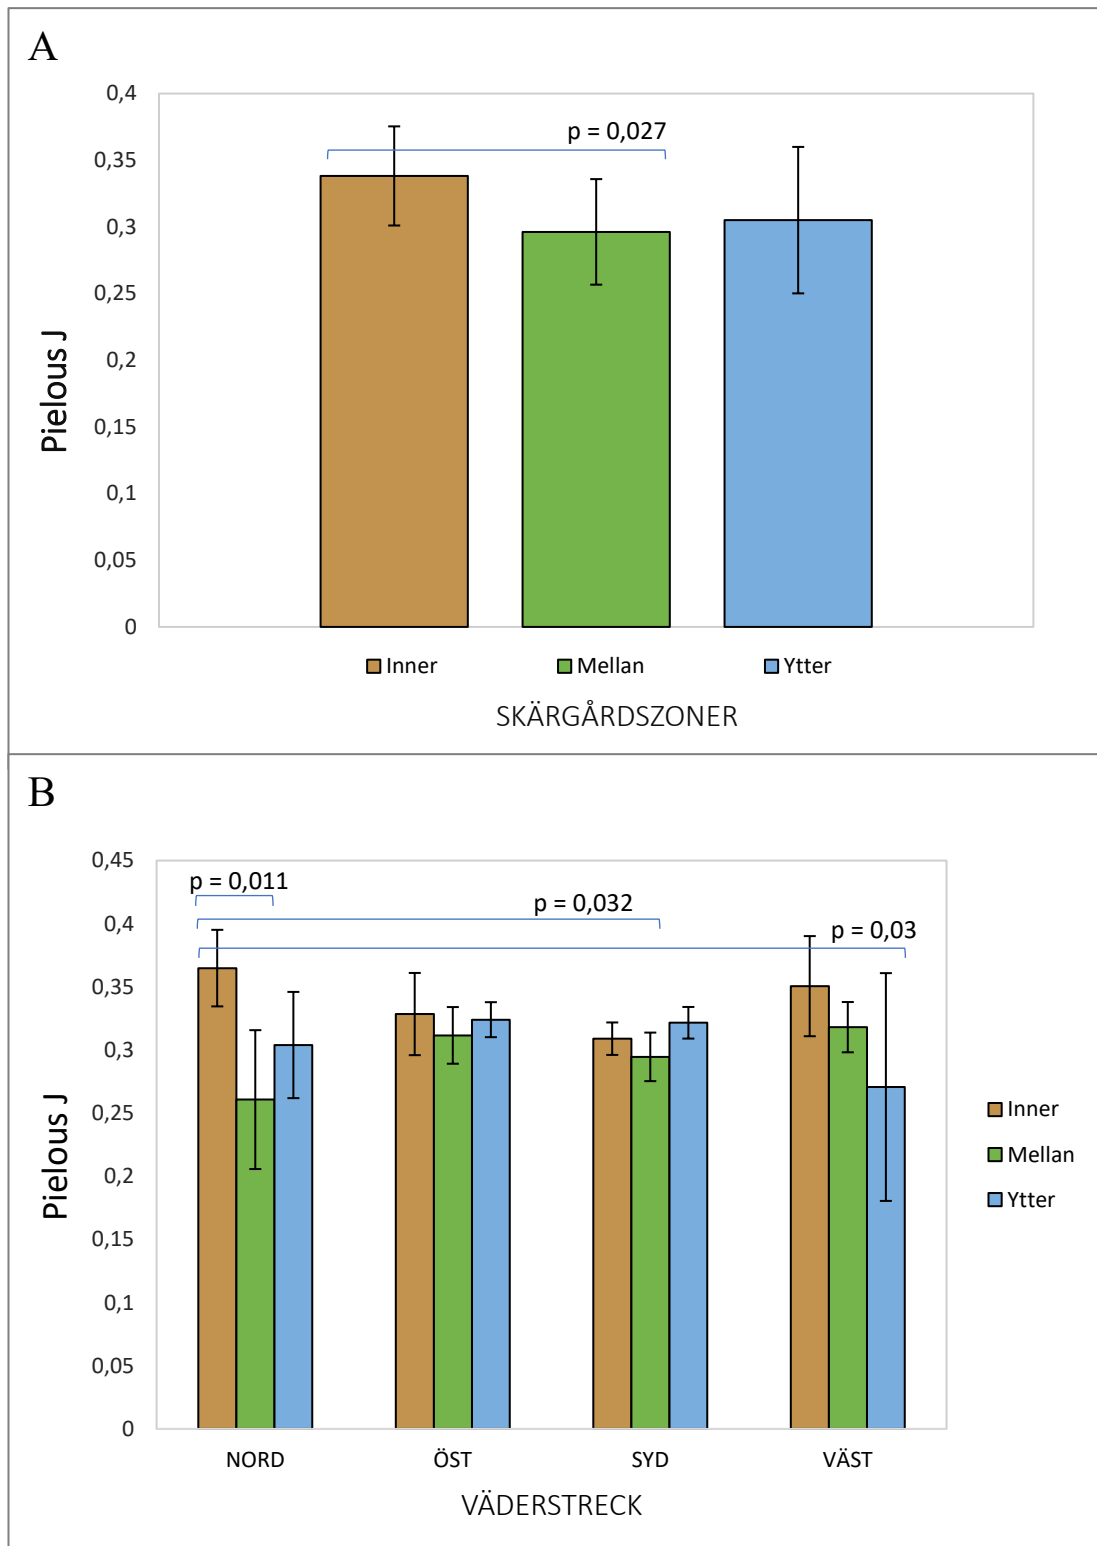 A
0,4
0,35
0,3
0,25
0,2
0,15
0,1
0,05
0
Pielous J
p = 0,027
Inner Mellan Ytter
SKÄRGÅRDSZONER
B
0,45
0,4
0,35
0,3
0,25
0,2
0,15
0,1
0,05
0
Pielous J
p = 0,011
p = 0,032
p = 0,03
Inner
Mellan
Ytter
NORD ÖST SYD VÄST
VÄDERSTRECK